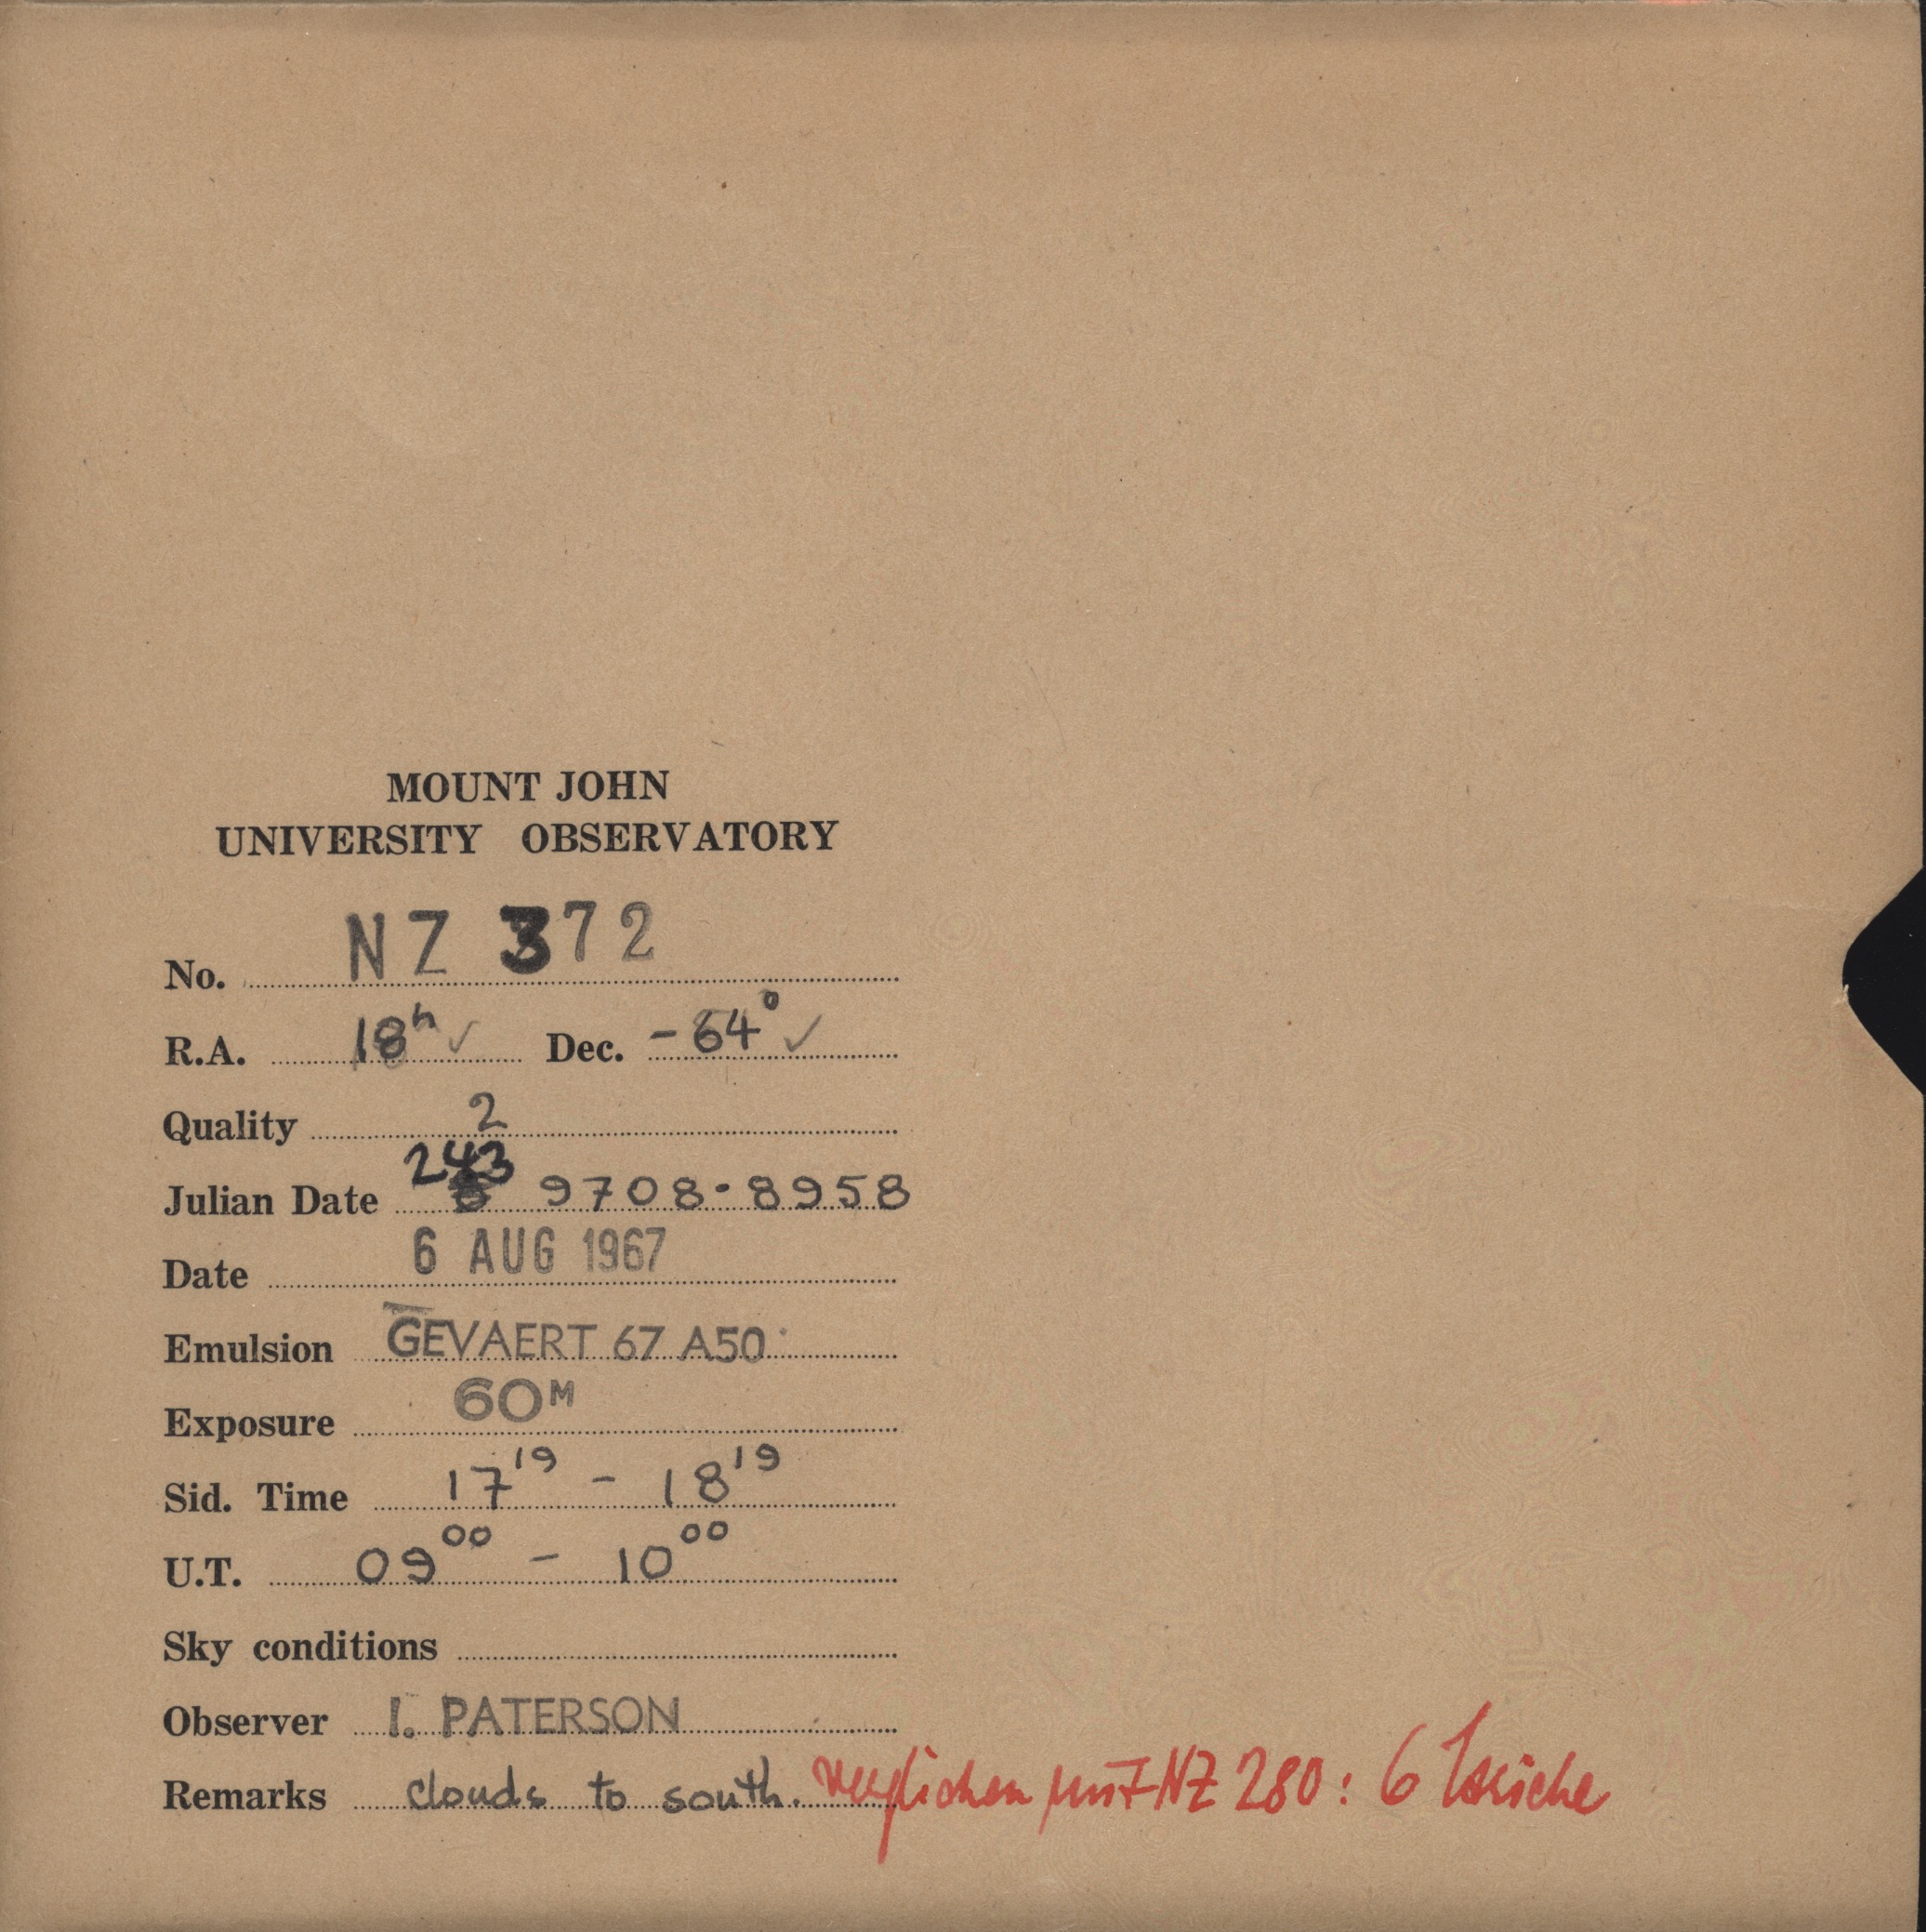 MOUNT JOHN
UNIVERSITY OBSERVATORY
No. NZ 372
R.A. 18h ✓ Dec. -64° ✓
Quality 2
Julian Date 243 9708.8958
Date 6 AUG 1967
Emulsion GEVAERT 67 A50
Exposure 60M
Sid. Time 17 19 - 18 19
U.T. 09 00 - 10 00
Sky conditions
Observer I. PATERSON
Remarks clouds to south. verglichen mit NZ 280: 6